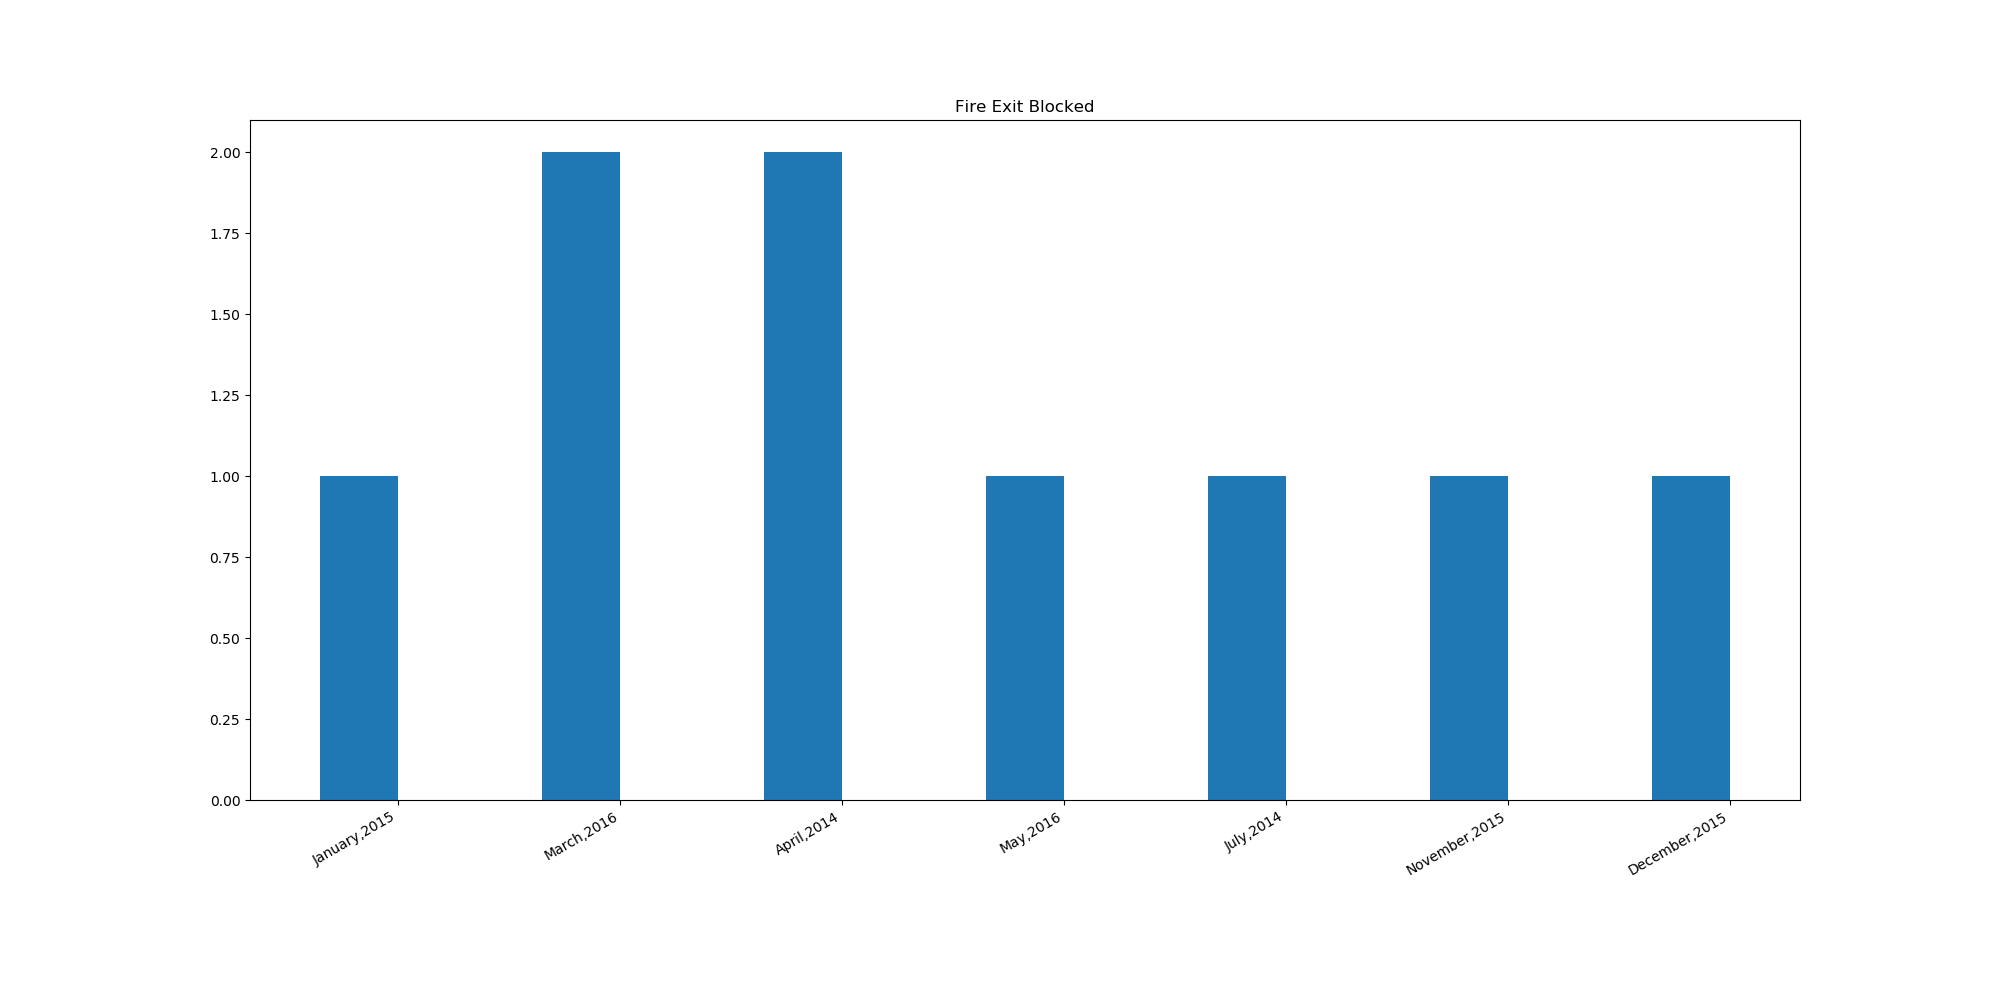 Fire Exit Blocked
2.00
1.75
1.50
1.25
1.00
0.75
0.50
0.25
0.00
January,2015
March,2016
April,2014
May,2016
July,2014
November,2015
December,2015